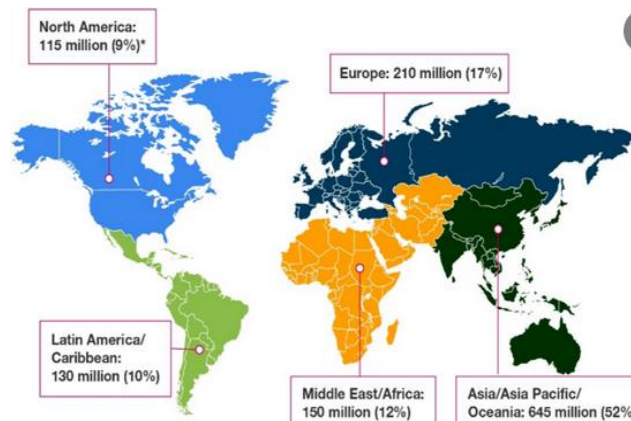 North America:
115 million (9%)*
Europe: 210 million (17%)
Latin America/
Caribbean:
130 million (10%)
Middle East/Africa:
150 million (12%)
Asia/Asia Pacific/
Oceania: 645 million (52%